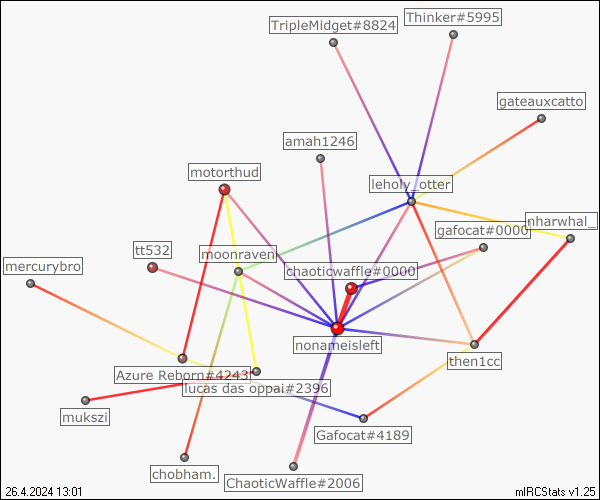 TripleMidget#8824
Thinker#5995
gateauxcatto
amah1246
motorthud
leholy_otter
nharwhal_
gafocat#0000
tt532
moonraven
mercurybro
chaoticwaffle#0000
nonameisleft
then1cc
Azure Reborn#4243
lucas das oppai#2396
mukszi
Gafocat#4189
chobham.
ChaoticWaffle#2006
26.4.2024 13:01
mIRCStats v1.25